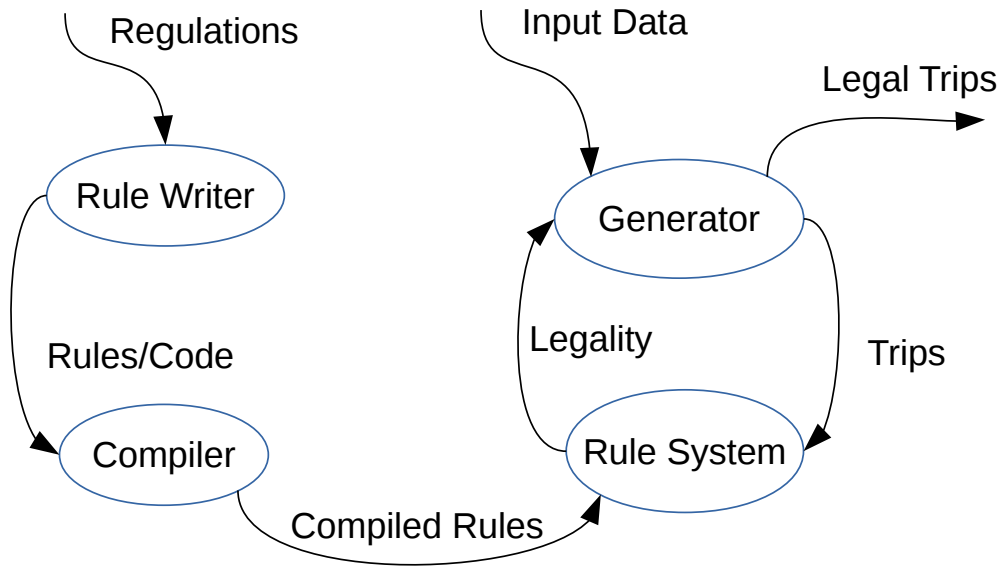 Regulations
Input Data
Legal Trips
Rule Writer
Generator
Legality
Trips
Rules/Code
Compiler
Rule System
Compiled Rules